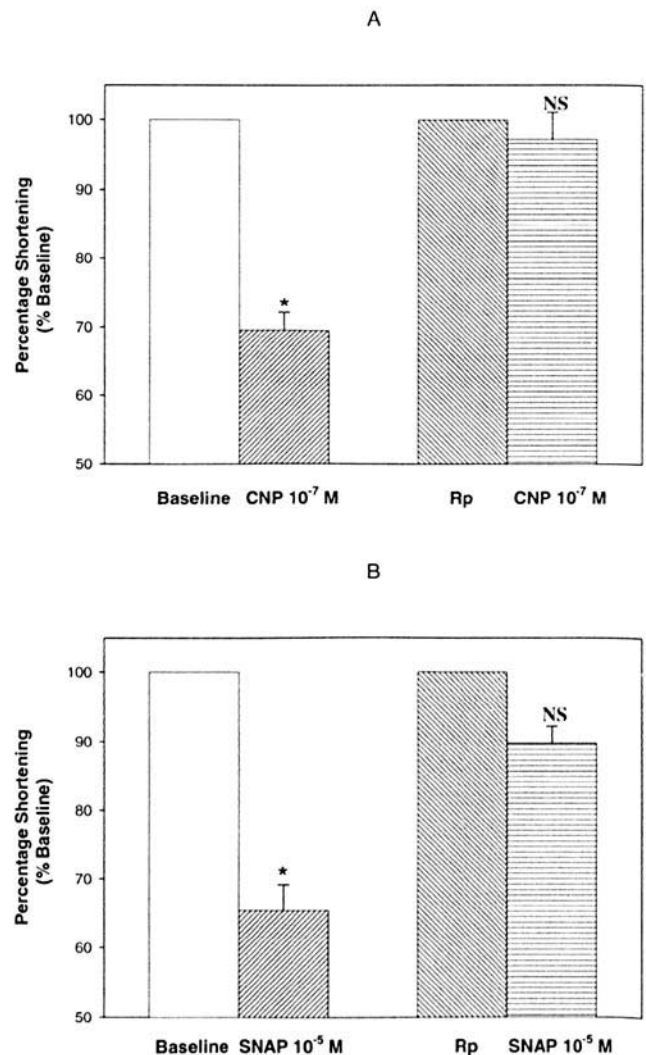 A
Percentage Shortening
(% Baseline)
100
90
80
70
60
50
*
NS
Baseline CNP 10⁻⁷ M Rp CNP 10⁻⁷ M
B
Percentage Shortening
(% Baseline)
100
90
80
70
60
50
*
NS
Baseline SNAP 10⁻⁵ M Rp SNAP 10⁻⁵ M